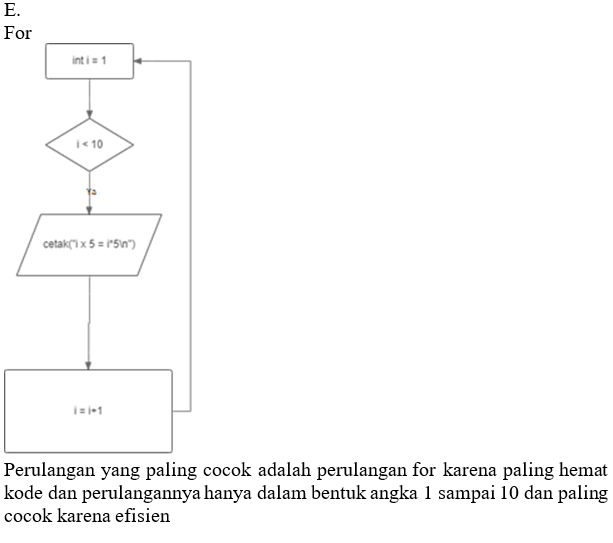 E.
For
int i = 1
i < 10
Ya
cetak("i x 5 = i*5\n")
i = i+1
Perulangan yang paling cocok adalah perulangan for karena paling hemat
kode dan perulangannya hanya dalam bentuk angka 1 sampai 10 dan paling
cocok karena efisien